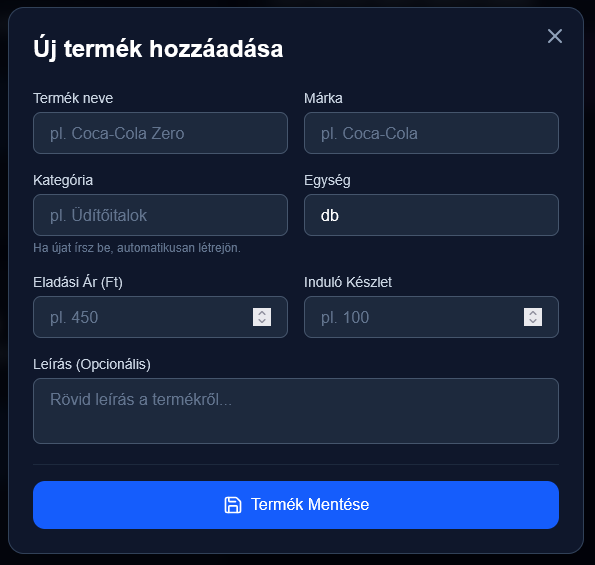 Új termék hozzáadása
Termék neve
Márka
pl. Coca-Cola Zero
pl. Coca-Cola
Kategória
Egység
pl. Üdítőitalok
db
Ha újat írsz be, automatikusan létrejön.
Eladási Ár (Ft)
Induló Készlet
pl. 450
pl. 100
Leírás (Opcionális)
Rövid leírás a termékről...
Termék Mentése